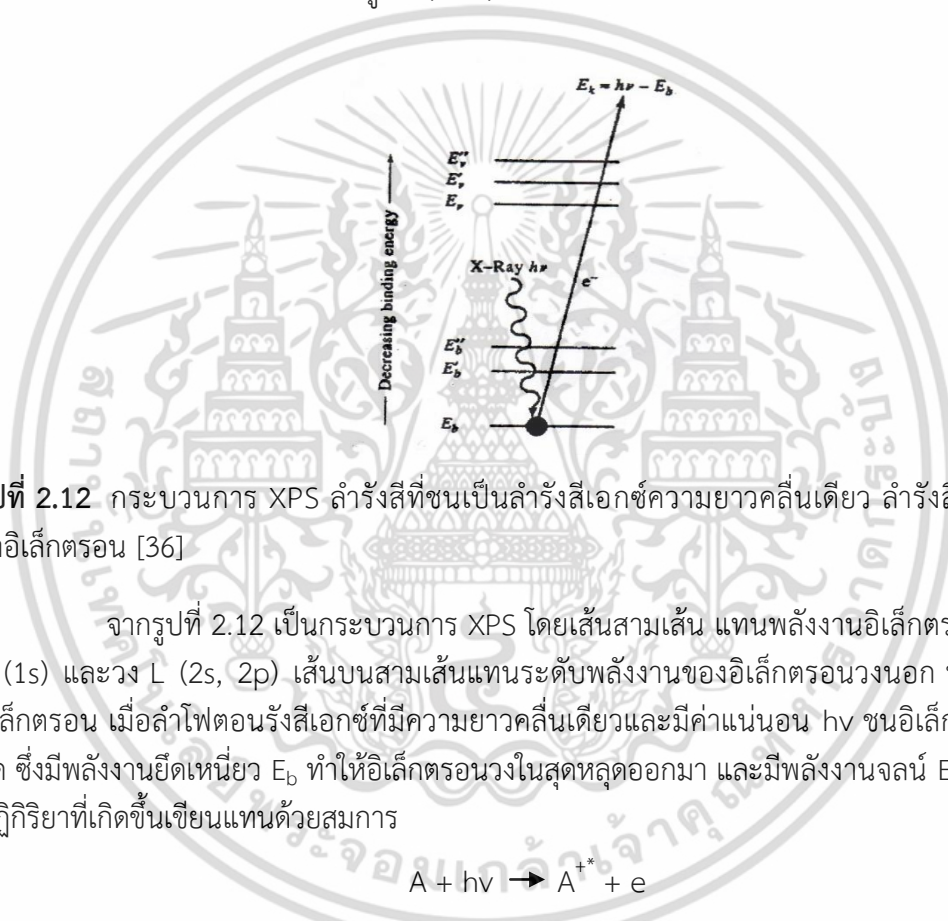 E_k = hν − E_b
E_v''
E_v'
E_v
Decreasing binding energy
X-Ray hν
e⁻
E_b''
E_b'
E_b
ปที่ 2.12 กระบวนการ XPS ลำรังสีที่ชนเป็นลำรังสีเอกซ์ความยาวคลื่นเดียว ลำรังสี
อิเล็กตรอน [36]
จากรูปที่ 2.12 เป็นกระบวนการ XPS โดยเส้นสามเส้น แทนพลังงานอิเล็กตร
(1s) และวง L (2s, 2p) เส้นบนสามเส้นแทนระดับพลังงานของอิเล็กตรอนวงนอก
ล็กตรอน เมื่อลำโฟตอนรังสีเอกซ์ที่มีความยาวคลื่นเดียวและมีค่าแน่นอน hv ชนอิเล็ก
ด ซึ่งมีพลังงานยึดเหนี่ยว E_b ทำให้อิเล็กตรอนวงในสุดหลุดออกมา และมีพลังงานจลน์ E
ฏิกิริยาที่เกิดขึ้นเขียนแทนด้วยสมการ
A + hv → A⁺* + e